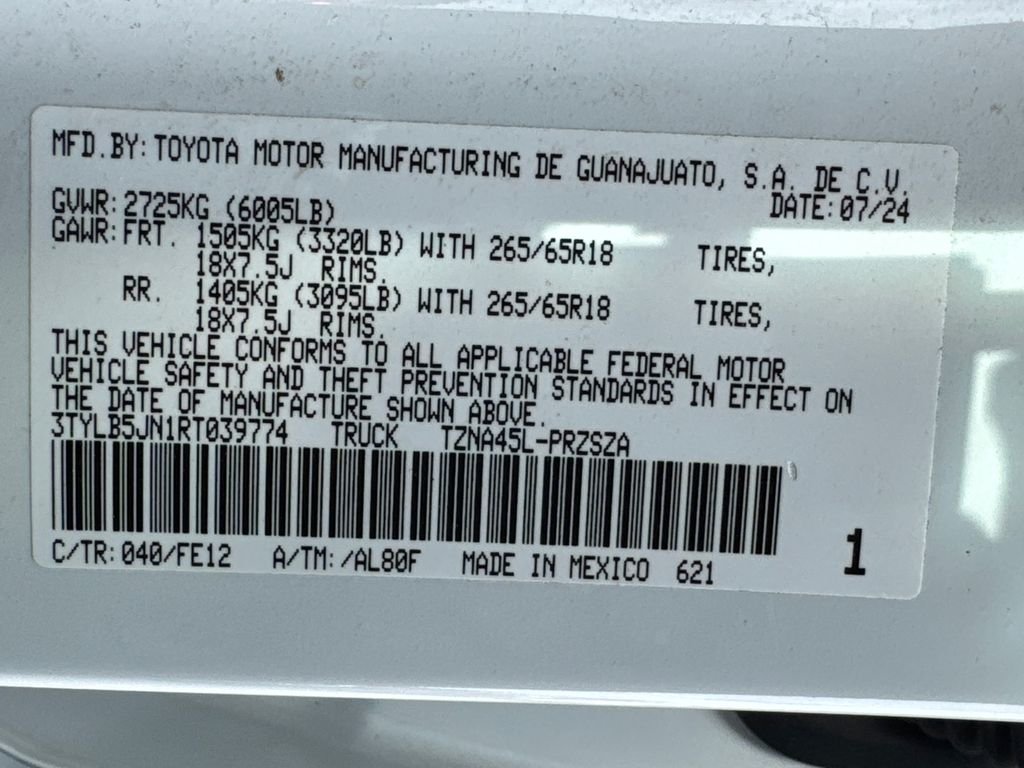 MFD.BY: TOYOTA MOTOR MANUFACTURING DE GUANAJUATO, S.A. DE C.V.
GVWR: 2725KG (6005LB) DATE: 07/24
GAWR: FRT. 1505KG (3320LB) WITH 265/65R18 TIRES,
18X7.5J RIMS.
RR. 1405KG (3095LB) WITH 265/65R18 TIRES,
18X7.5J RIMS.
THIS VEHICLE CONFORMS TO ALL APPLICABLE FEDERAL MOTOR
VEHICLE SAFETY AND THEFT PREVENTION STANDARDS IN EFFECT ON
THE DATE OF MANUFACTURE SHOWN ABOVE.
3TYLB5JN1RT039774 TRUCK TZNA45L-PRZSZA
C/TR: 040/FE12 A/TM: /AL80F MADE IN MEXICO 621 1